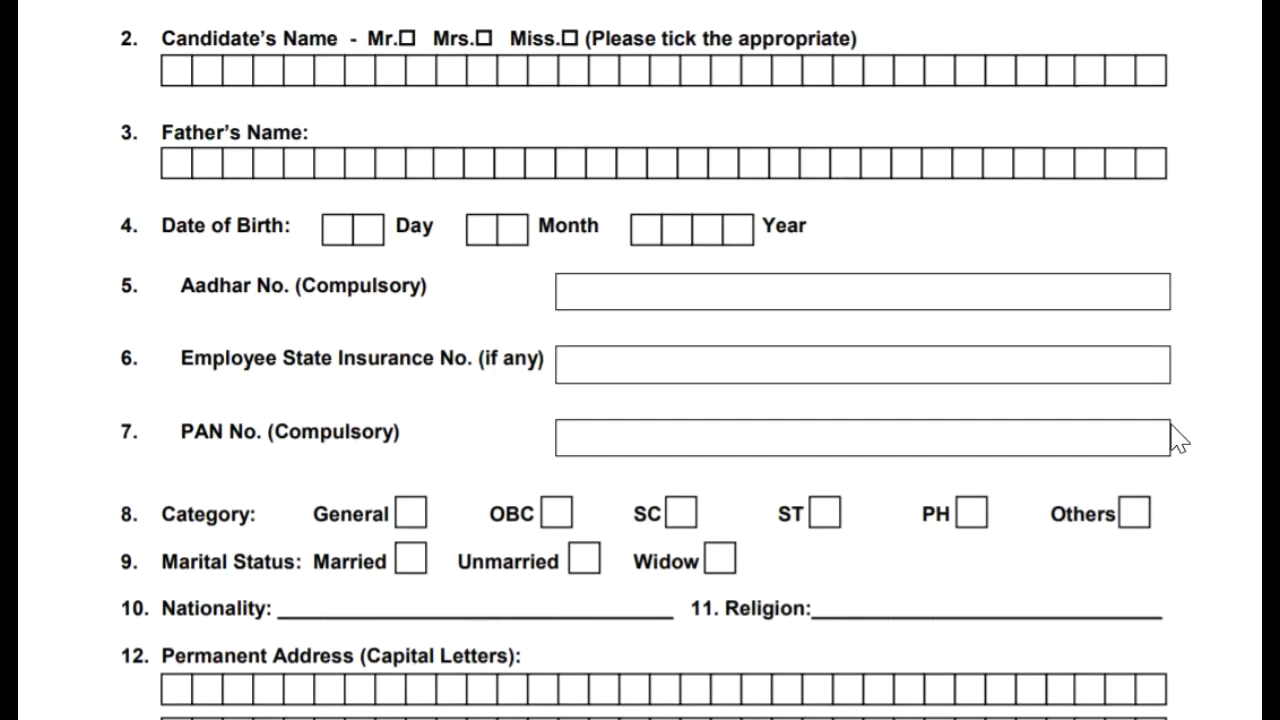 2. Candidate's Name - Mr. Mrs. Miss. (Please tick the appropriate)
3. Father's Name:
4. Date of Birth: Day Month Year
5. Aadhar No. (Compulsory)
6. Employee State Insurance No. (if any)
7. PAN No. (Compulsory)
8. Category: General OBC SC ST PH Others
9. Marital Status: Married Unmarried Widow
10. Nationality: 11. Religion:
12. Permanent Address (Capital Letters):